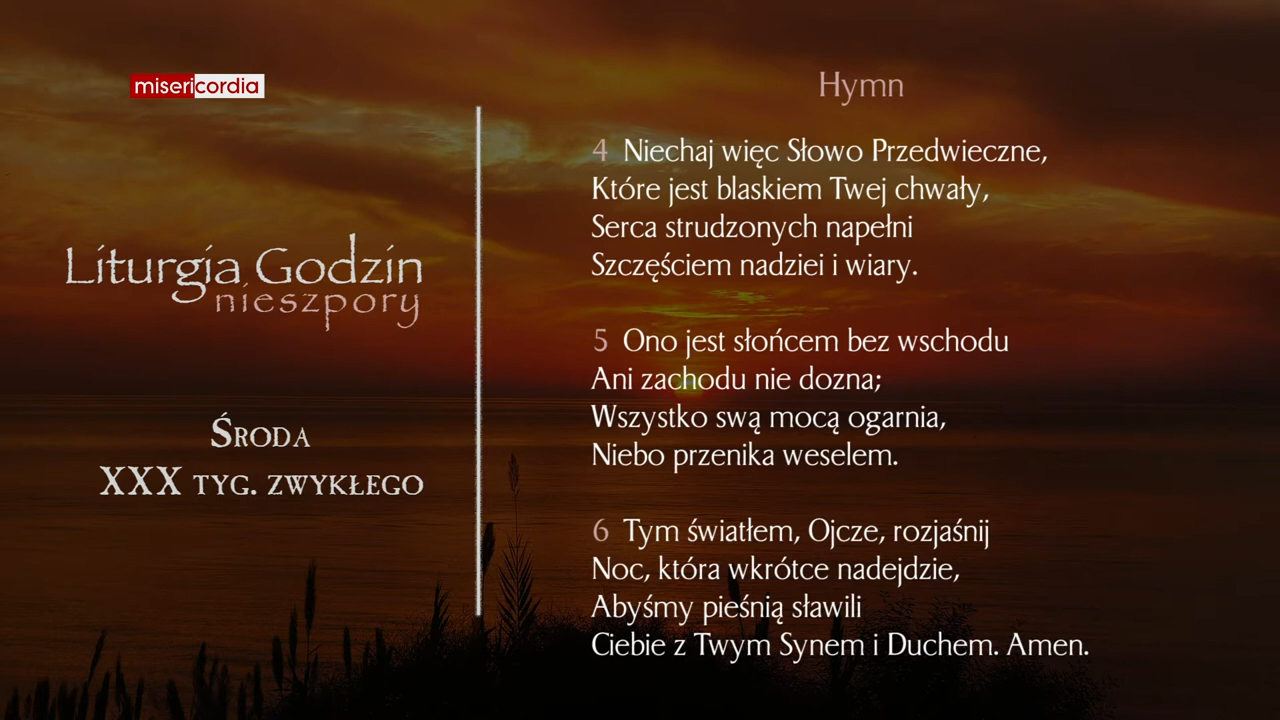 misericordia
Liturgia Godzin
nieszpory
Środa
XXX tyg. zwykłego
Hymn
4 Niechaj więc Słowo Przedwieczne,
Które jest blaskiem Twej chwały,
Serca strudzonych napełni
Szczęściem nadziei i wiary.
5 Ono jest słońcem bez wschodu
Ani zachodu nie dozna;
Wszystko swą mocą ogarnia,
Niebo przenika weselem.
6 Tym światłem, Ojcze, rozjaśnij
Noc, która wkrótce nadejdzie,
Abyśmy pieśnią sławili
Ciebie z Twym Synem i Duchem. Amen.